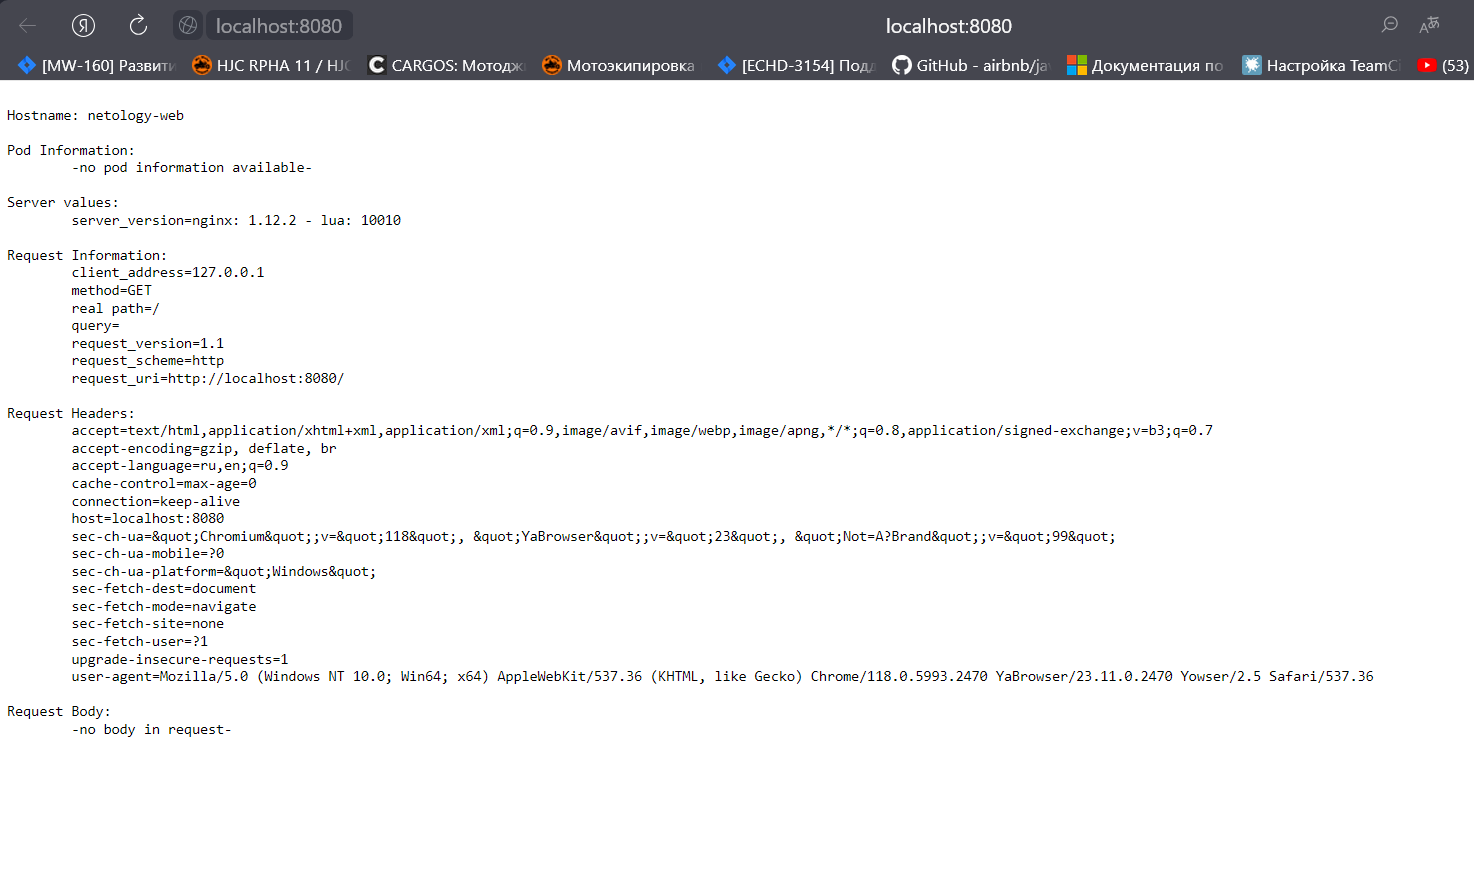 localhost:8080
localhost:8080
[MW-160] Развити
HJC RPHA 11 / HJC
CARGOS: Мотодж
Мотоэкипировка
[ECHD-3154] Под
GitHub - airbnb/ja
Документация по
Настройка TeamCi
(53)
Hostname: netology-web
Pod Information:
-no pod information available-
Server values:
server_version=nginx: 1.12.2 - lua: 10010
Request Information:
client_address=127.0.0.1
method=GET
real path=/
query=
request_version=1.1
request_scheme=http
request_uri=http://localhost:8080/
Request Headers:
accept=text/html,application/xhtml+xml,application/xml;q=0.9,image/avif,image/webp,image/apng,*/*;q=0.8,application/signed-exchange;v=b3;q=0.7
accept-encoding=gzip, deflate, br
accept-language=ru,en;q=0.9
cache-control=max-age=0
connection=keep-alive
host=localhost:8080
sec-ch-ua=&quot;Chromium&quot;;v=&quot;118&quot;, &quot;YaBrowser&quot;;v=&quot;23&quot;, &quot;Not=A?Brand&quot;;v=&quot;99&quot;
sec-ch-ua-mobile=?0
sec-ch-ua-platform=&quot;Windows&quot;
sec-fetch-dest=document
sec-fetch-mode=navigate
sec-fetch-site=none
sec-fetch-user=?1
upgrade-insecure-requests=1
user-agent=Mozilla/5.0 (Windows NT 10.0; Win64; x64) AppleWebKit/537.36 (KHTML, like Gecko) Chrome/118.0.5993.2470 YaBrowser/23.11.0.2470 Yowser/2.5 Safari/537.36
Request Body:
-no body in request-